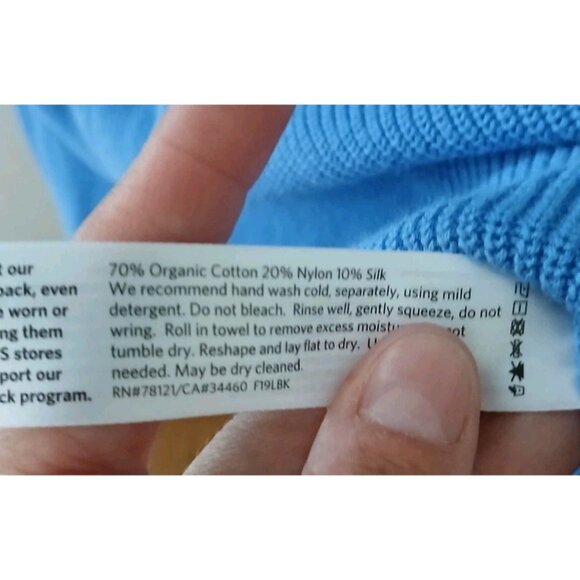 t our
back, even
worn or
ng them
S stores
port our
ck program.
70% Organic Cotton 20% Nylon 10% Silk
We recommend hand wash cold, separately, using mild
detergent. Do not bleach. Rinse well, gently squeeze, do not
wring. Roll in towel to remove excess moistu not
tumble dry. Reshape and lay flat to dry. U
needed. May be dry cleaned.
RN#78121/CA#34460 F19LBK